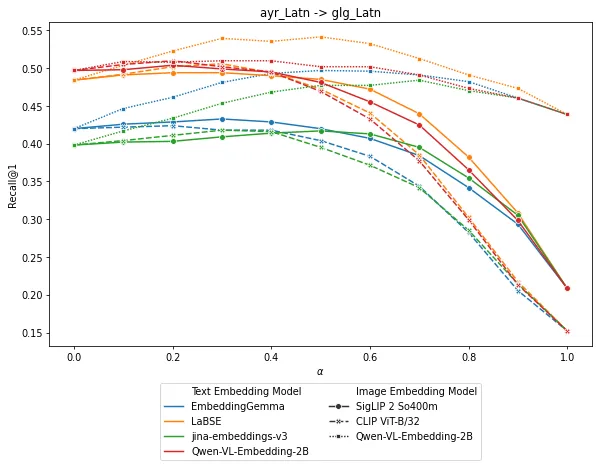 ayr_Latn -> glg_Latn
Recall@1
0.55
0.50
0.45
0.40
0.35
0.30
0.25
0.20
0.15
0.0
0.2
0.4
0.6
0.8
1.0
α
Text Embedding Model
EmbeddingGemma
LaBSE
jina-embeddings-v3
Qwen-VL-Embedding-2B
Image Embedding Model
SigLIP 2 So400m
CLIP ViT-B/32
Qwen-VL-Embedding-2B